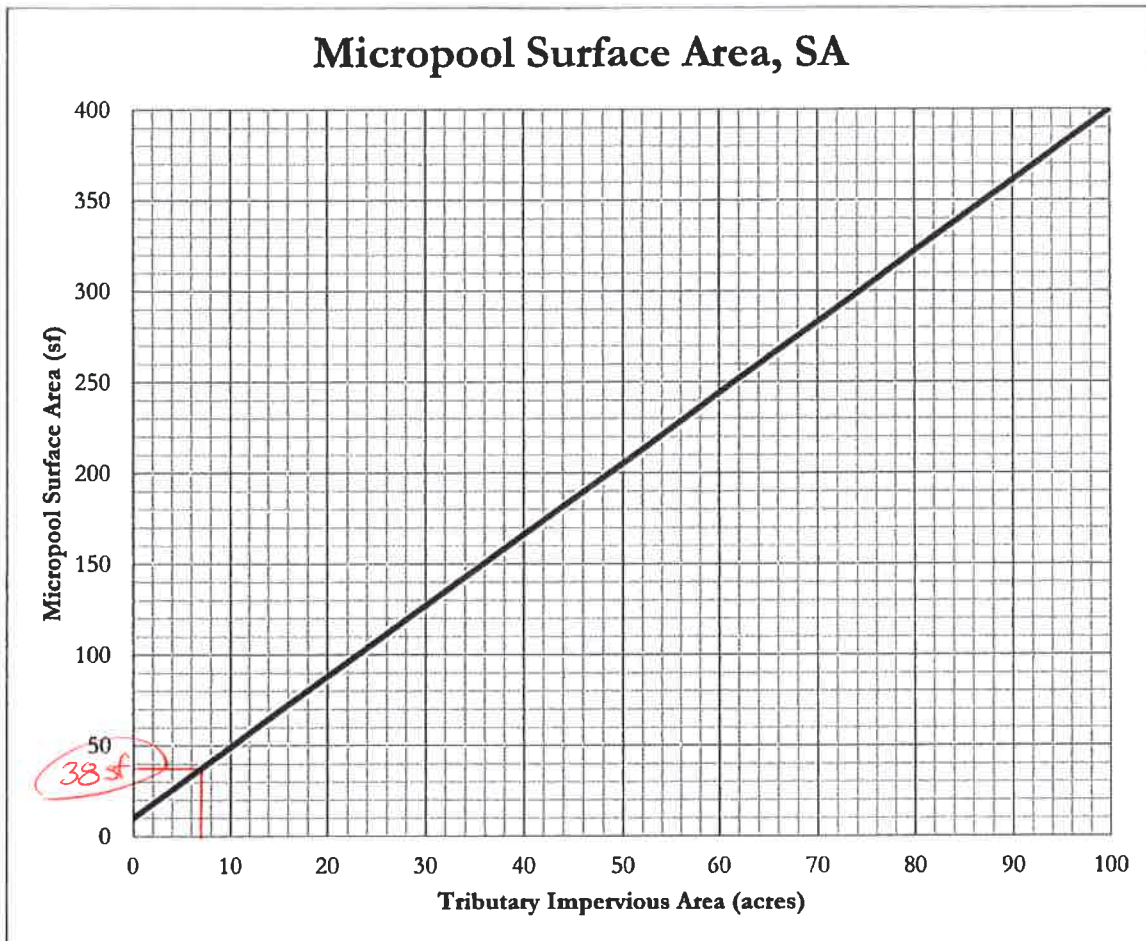 Micropool Surface Area, SA
Micropool Surface Area (sf)
400
350
300
250
200
150
100
50
38 sf
0
0 10 20 30 40 50 60 70 80 90 100
Tributary Impervious Area (acres)